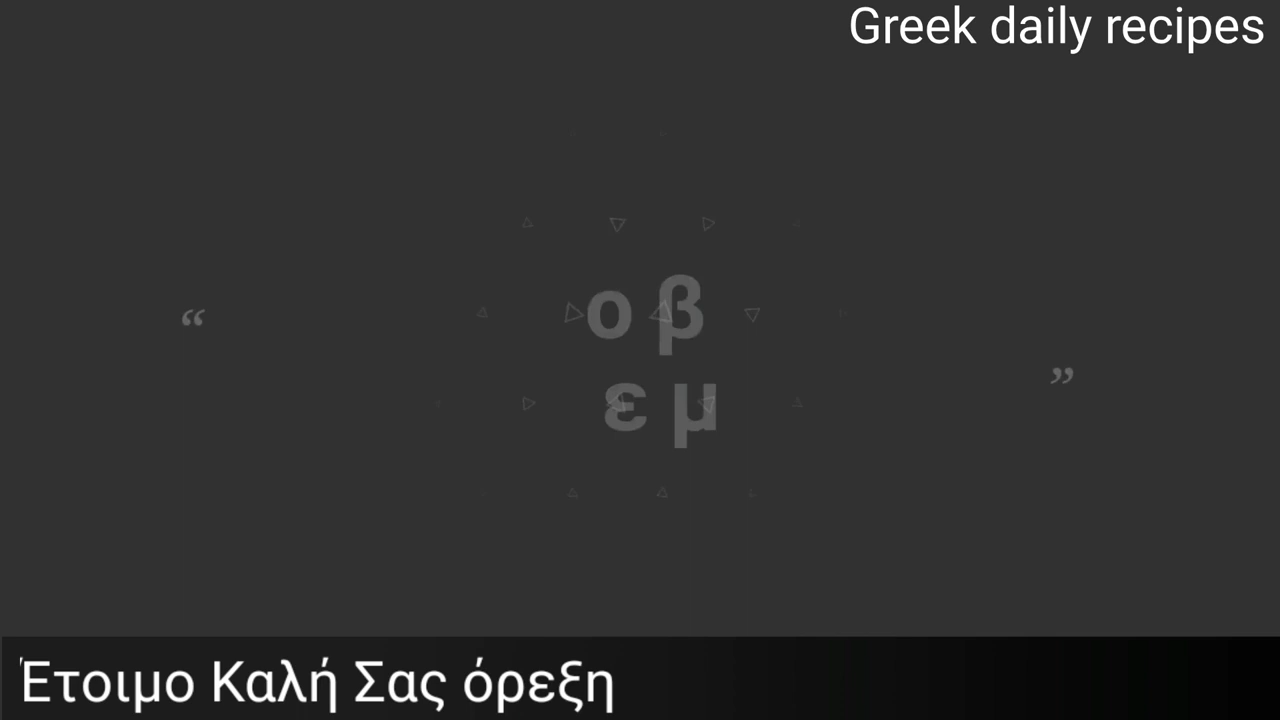 Greek daily recipes
“
ο β
”
ε μ
Έτοιμο Καλή Σας όρεξη